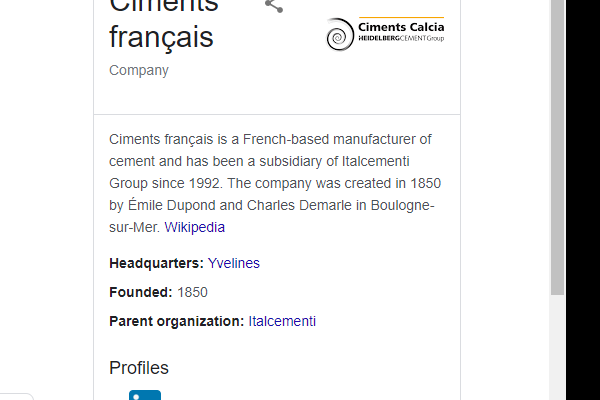 Ciments
français
Ciments Calcia
HEIDELBERGCEMENT Group
Company
Ciments français is a French-based manufacturer of
cement and has been a subsidiary of Italcementi
Group since 1992. The company was created in 1850
by Émile Dupond and Charles Demarle in Boulogne-
sur-Mer. Wikipedia
Headquarters: Yvelines
Founded: 1850
Parent organization: Italcementi
Profiles